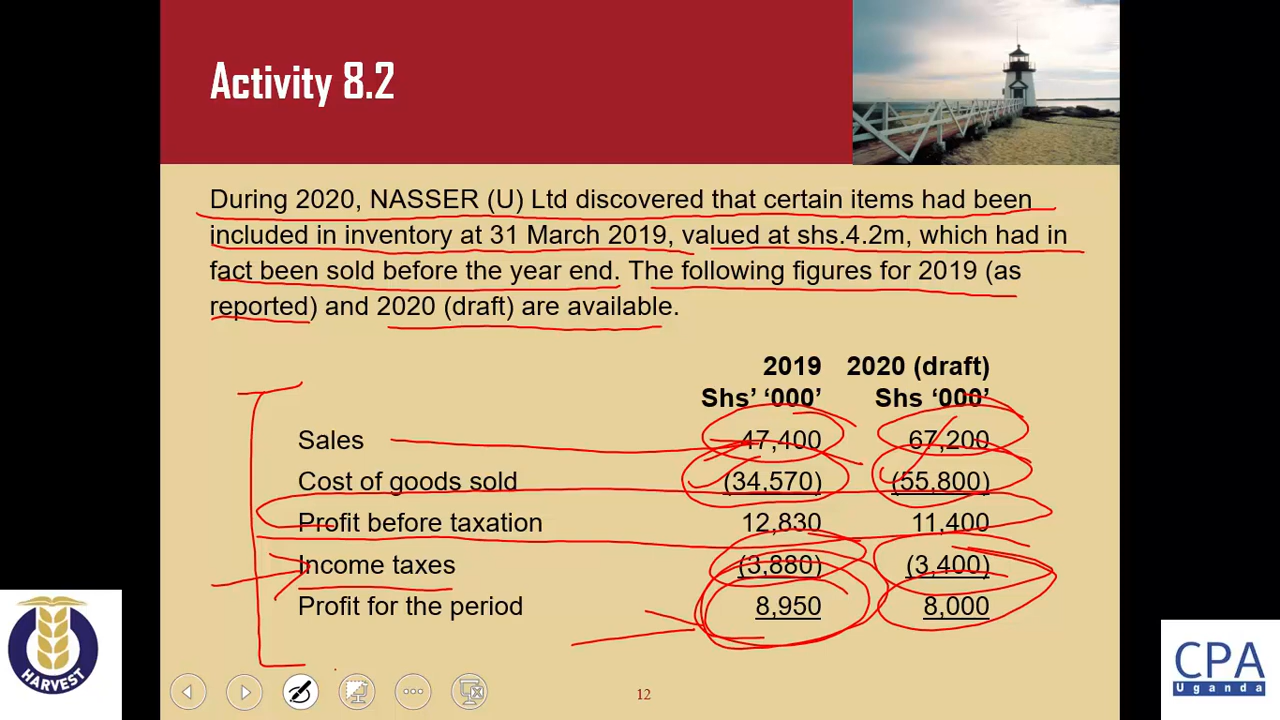 Activity 8.2
During 2020, NASSER (U) Ltd discovered that certain items had been
included in inventory at 31 March 2019, valued at shs.4.2m, which had in
fact been sold before the year end. The following figures for 2019 (as
reported) and 2020 (draft) are available.
2019 2020 (draft)
Shs' '000' Shs '000'
Sales 47,400 67,200
Cost of goods sold (34,570) (55,800)
Profit before taxation 12,830 11,400
Income taxes (3,880) (3,400)
Profit for the period 8,950 8,000
HARVEST
12
CPA
Uganda